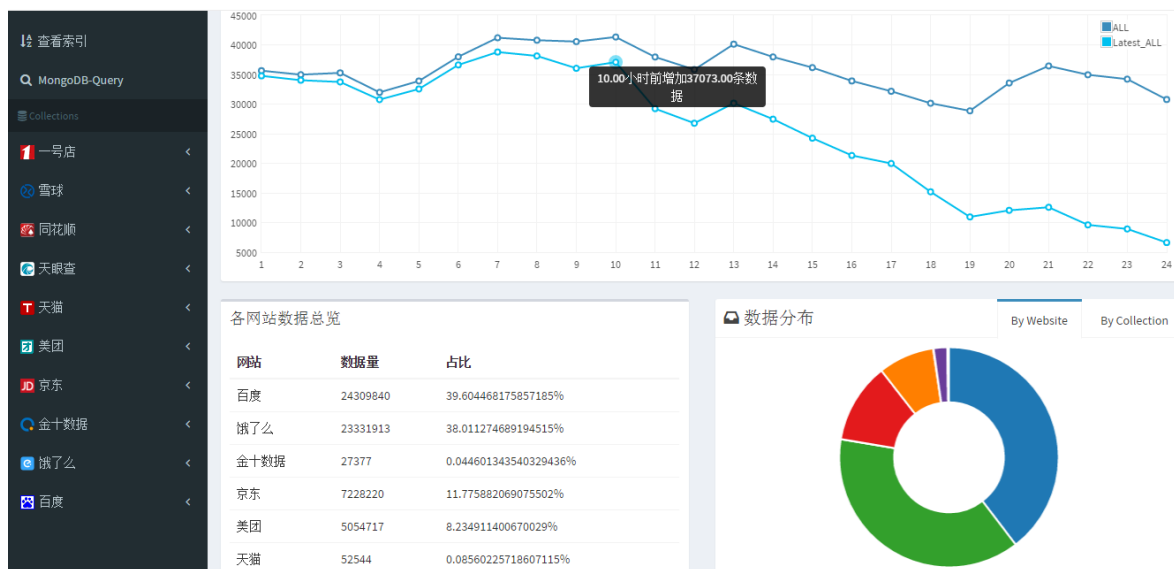 查看索引
MongoDB-Query
Collections
一号店
雪球
同花顺
天眼查
天猫
美团
京东
金十数据
饿了么
百度
45000
40000
35000
30000
25000
20000
15000
10000
5000
1 2 3 4 5 6 7 8 9 10 11 12 13 14 15 16 17 18 19 20 21 22 23 24
ALL
Latest_ALL
10.00小时前增加37073.00条数
据
各网站数据总览
网站 数据量 占比
百度 24309840 39.604468175857185%
饿了么 23331913 38.011274689194515%
金十数据 27377 0.044601343540329436%
京东 7228220 11.775882069075502%
美团 5054717 8.234911400670029%
天猫 52544 0.08560225718607115%
数据分布
By Website
By Collection